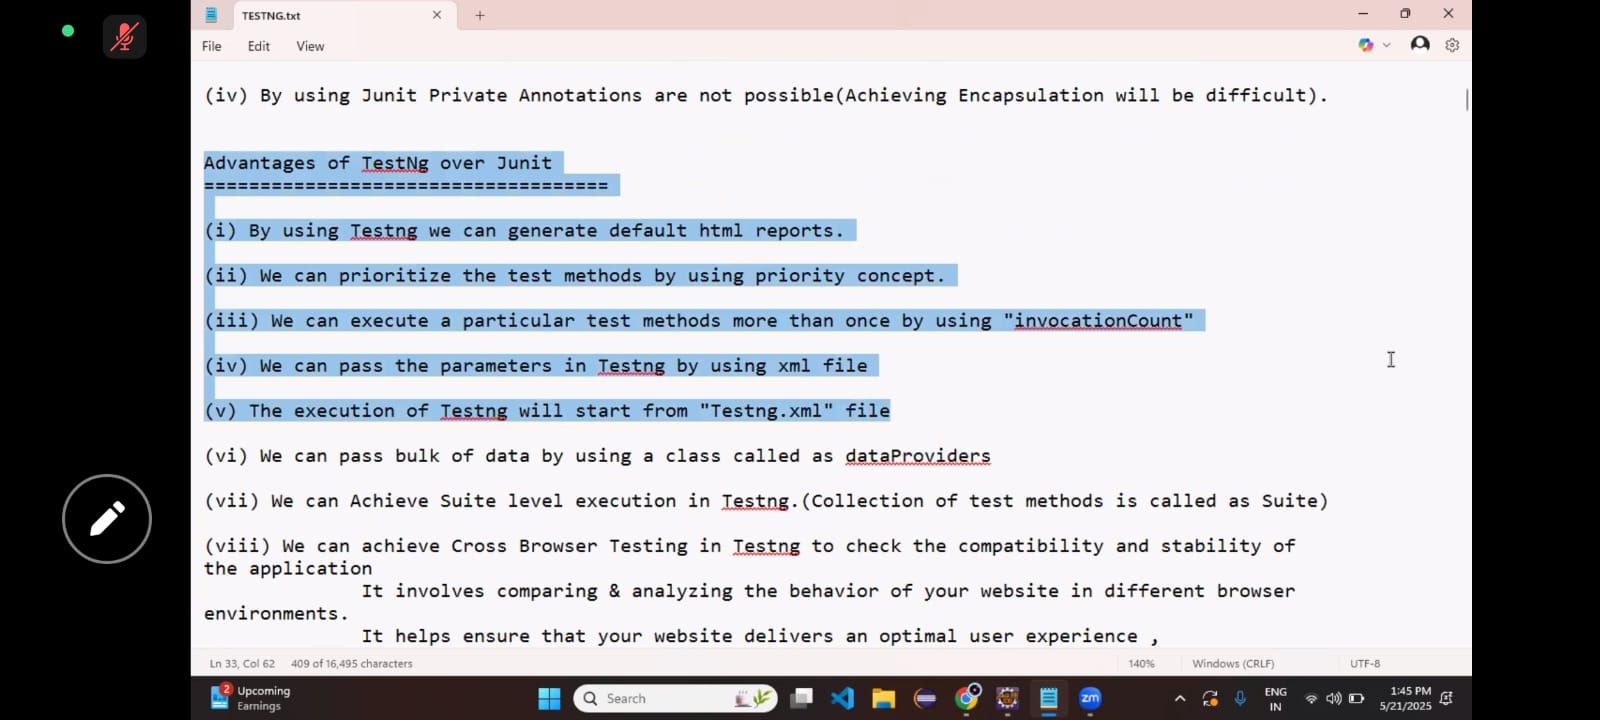 TESTNG.txt
File Edit View
(iv) By using Junit Private Annotations are not possible(Achieving Encapsulation will be difficult).
Advantages of TestNg over Junit
====================================
(i) By using Testng we can generate default html reports.
(ii) We can prioritize the test methods by using priority concept.
(iii) We can execute a particular test methods more than once by using "invocationCount"
(iv) We can pass the parameters in Testng by using xml file
(v) The execution of Testng will start from "Testng.xml" file
(vi) We can pass bulk of data by using a class called as dataProviders
(vii) We can Achieve Suite level execution in Testng.(Collection of test methods is called as Suite)
(viii) We can achieve Cross Browser Testing in Testng to check the compatibility and stability of
the application
It involves comparing & analyzing the behavior of your website in different browser
environments.
It helps ensure that your website delivers an optimal user experience ,
Ln 33, Col 62 409 of 16,495 characters 140% Windows (CRLF) UTF-8
2 Upcoming
Earnings
Search
zm
ENG
IN
1:45 PM
5/21/2025